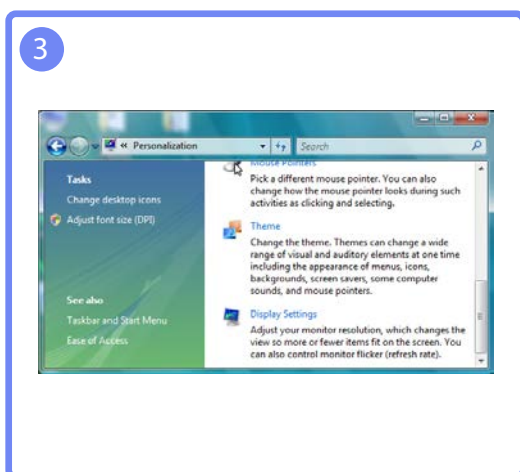 3
« Personalization
Search
Tasks
Change desktop icons
Adjust font size (DPI)
See also
Taskbar and Start Menu
Ease of Access
Mouse Pointers
Pick a different mouse pointer. You can also
change how the mouse pointer looks during such
activities as clicking and selecting.
Theme
Change the theme. Themes can change a wide
range of visual and auditory elements at one time
including the appearance of menus, icons,
backgrounds, screen savers, some computer
sounds, and mouse pointers.
Display Settings
Adjust your monitor resolution, which changes the
view so more or fewer items fit on the screen. You
can also control monitor flicker (refresh rate).